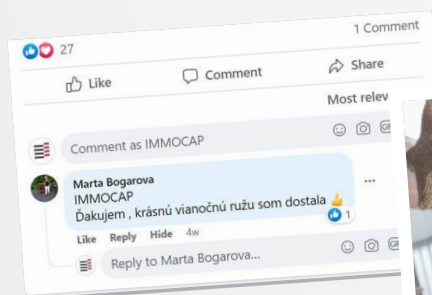 27
1 Comment
Like Comment Share
Most relev
Comment as IMMOCAP
Marta Bogarova
IMMOCAP
Ďakujem , krásnú vianočnú ružu som dostala 👍
1
Like Reply Hide 4w
Reply to Marta Bogarova...